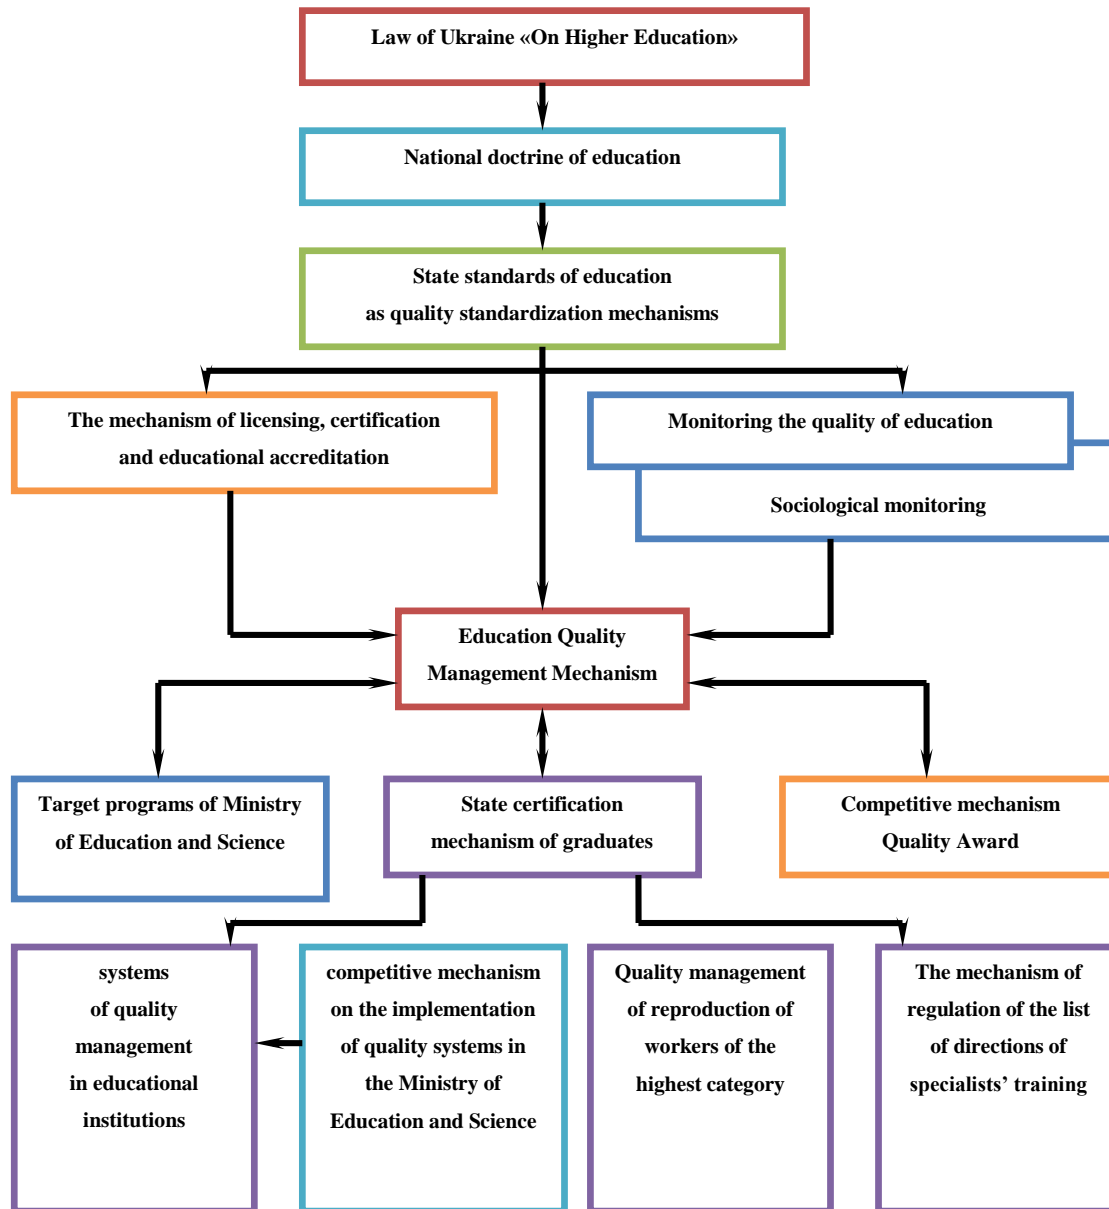 Law of Ukraine «On Higher Education»
National doctrine of education
State standards of education
as quality standardization mechanisms
The mechanism of licensing, certification
and educational accreditation
Monitoring the quality of education
Sociological monitoring
Education Quality
Management Mechanism
Target programs of Ministry
of Education and Science
State certification
mechanism of graduates
Competitive mechanism
Quality Award
systems
of quality
management
in educational
institutions
competitive mechanism
on the implementation
of quality systems in
the Ministry of
Education and Science
Quality management
of reproduction of
workers of the
highest category
The mechanism of
regulation of the list
of directions of
specialists’ training